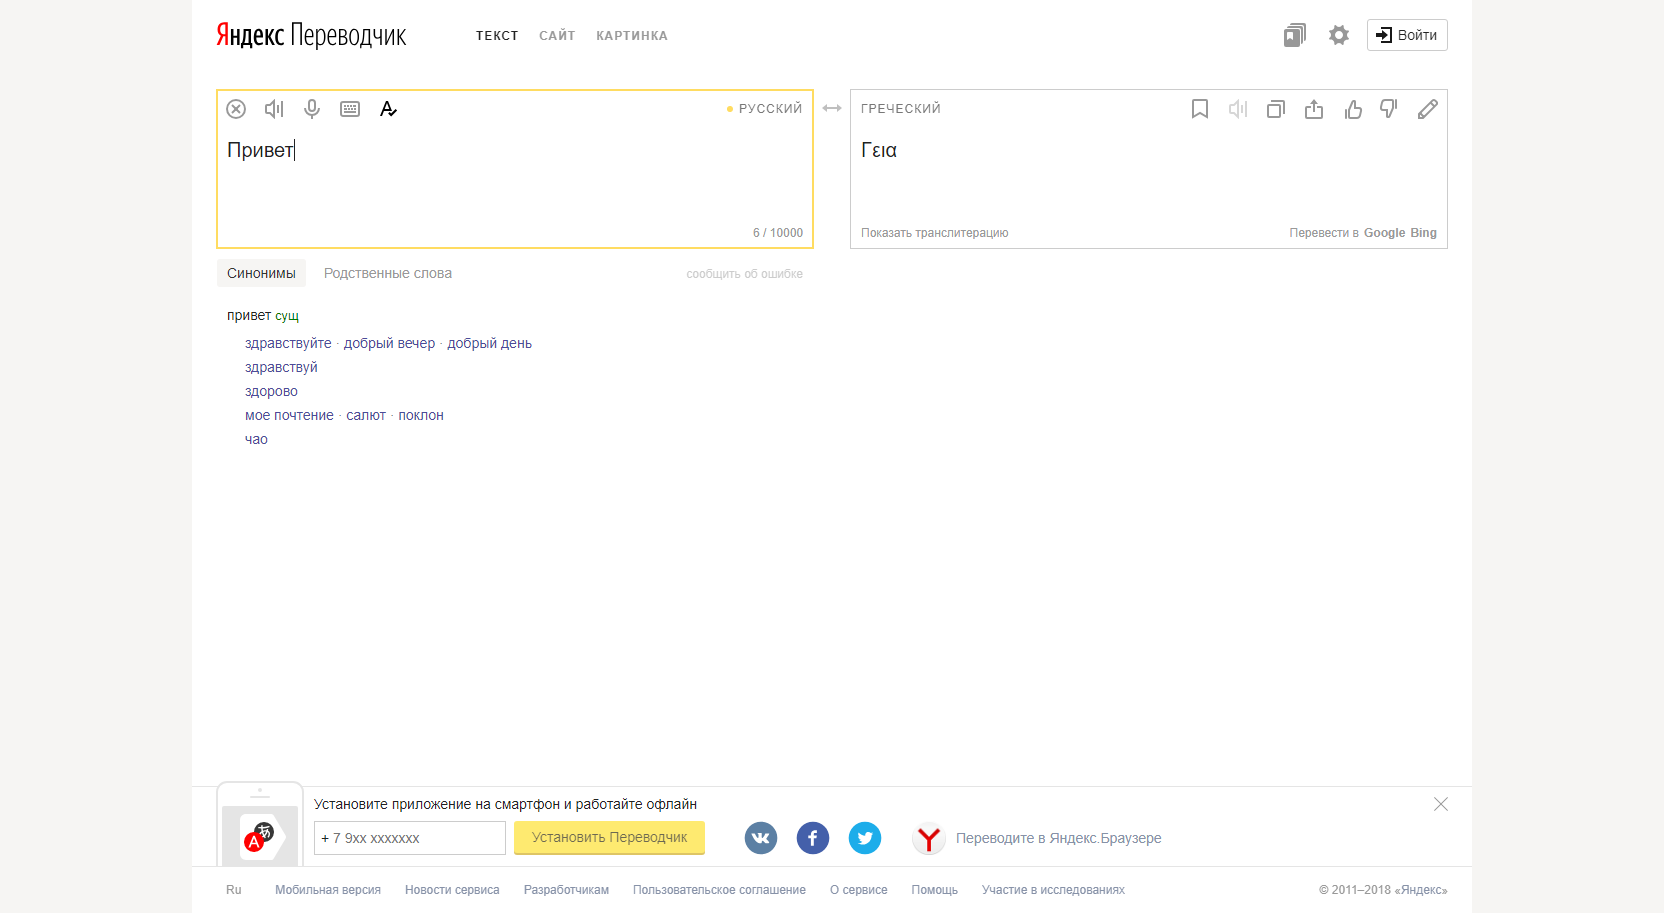 Яндекс Переводчик
ТЕКСТ САЙТ КАРТИНКА
Войти
РУССКИЙ
Привет
6 / 10000
ГРЕЧЕСКИЙ
Γεια
Показать транслитерацию
Перевести в Google Bing
Синонимы Родственные слова сообщить об ошибке
привет сущ
здравствуйте · добрый вечер · добрый день
здравствуй
здорово
мое почтение · салют · поклон
чао
Установите приложение на смартфон и работайте офлайн
+ 7 9xx xxxxxxx
Установить Переводчик
Переводите в Яндекс.Браузере
Ru Мобильная версия Новости сервиса Разработчикам Пользовательское соглашение О сервисе Помощь Участие в исследованиях © 2011–2018 «Яндекс»